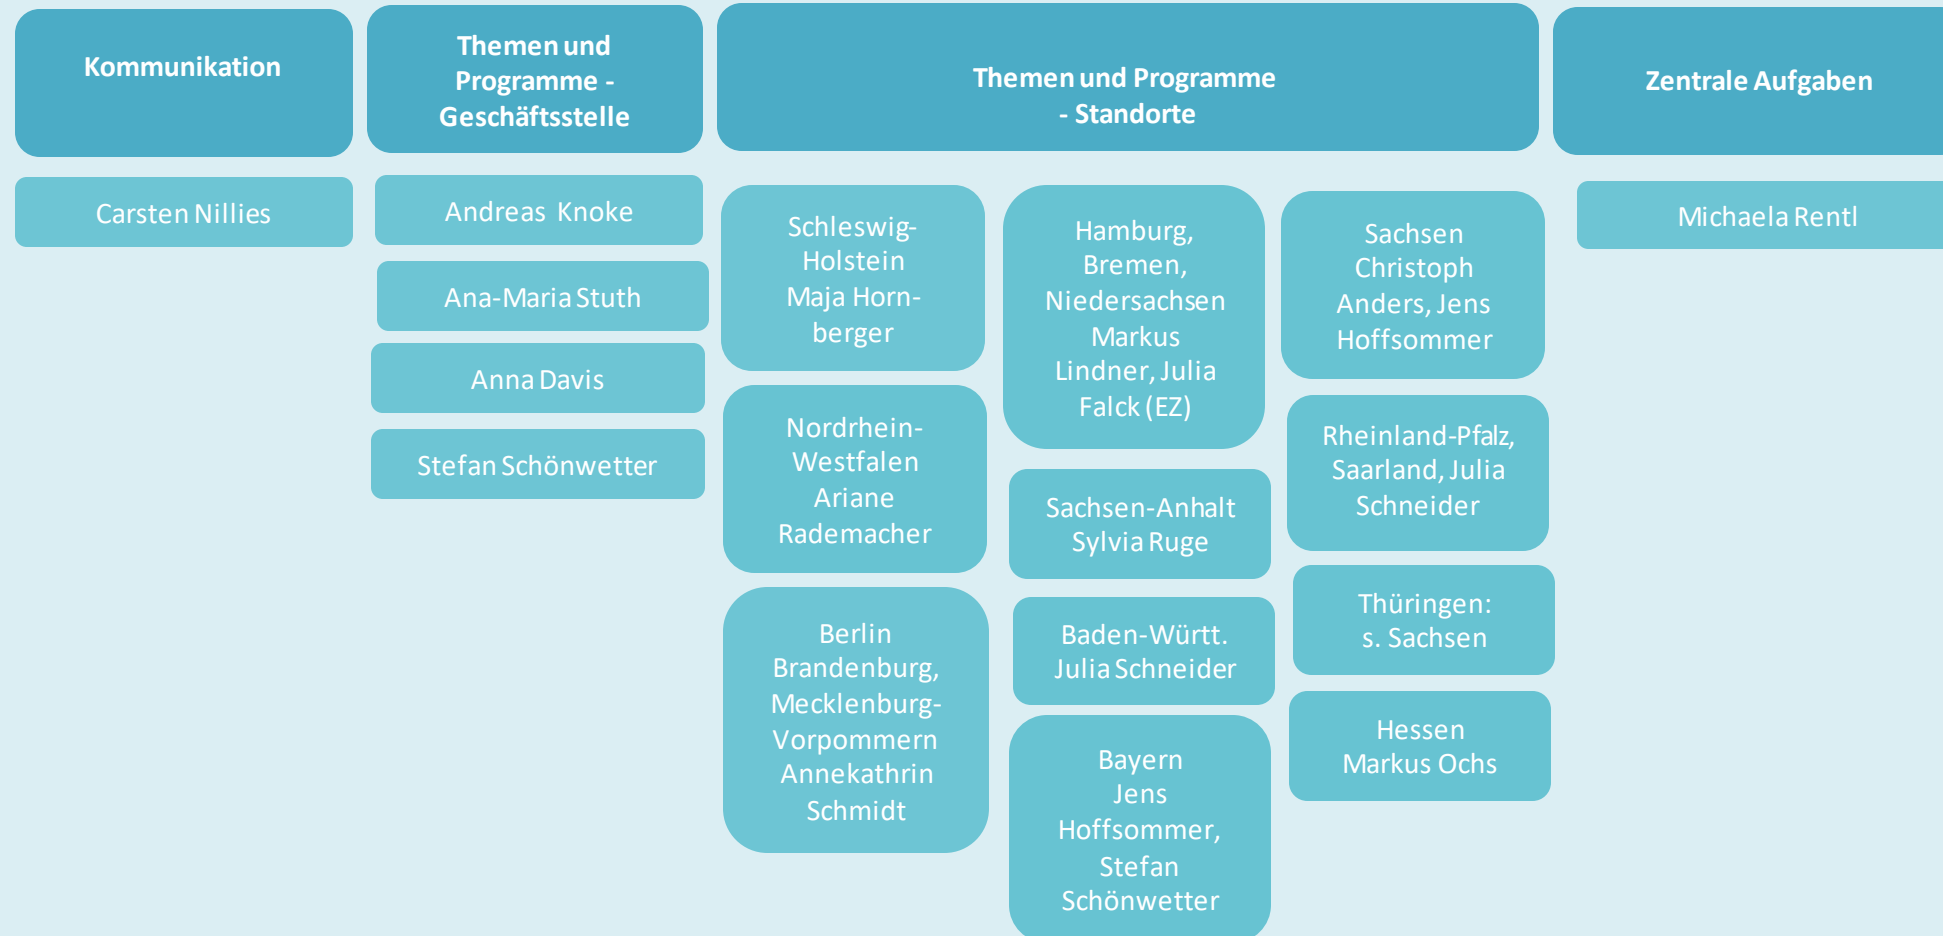 Kommunikation
Themen und
Programme -
Geschäftsstelle
Themen und Programme
- Standorte
Zentrale Aufgaben
Carsten Nillies
Andreas Knoke
Ana-Maria Stuth
Anna Davis
Stefan Schönwetter
Schleswig-
Holstein
Maja Horn-
berger
Nordrhein-
Westfalen
Ariane
Rademacher
Berlin
Brandenburg,
Mecklenburg-
Vorpommern
Annekathrin
Schmidt
Hamburg,
Bremen,
Niedersachsen
Markus
Lindner, Julia
Falck (EZ)
Sachsen-Anhalt
Sylvia Ruge
Baden-Württ.
Julia Schneider
Bayern
Jens
Hoffsommer,
Stefan
Schönwetter
Sachsen
Christoph
Anders, Jens
Hoffsommer
Rheinland-Pfalz,
Saarland, Julia
Schneider
Thüringen:
s. Sachsen
Hessen
Markus Ochs
Michaela Rentl